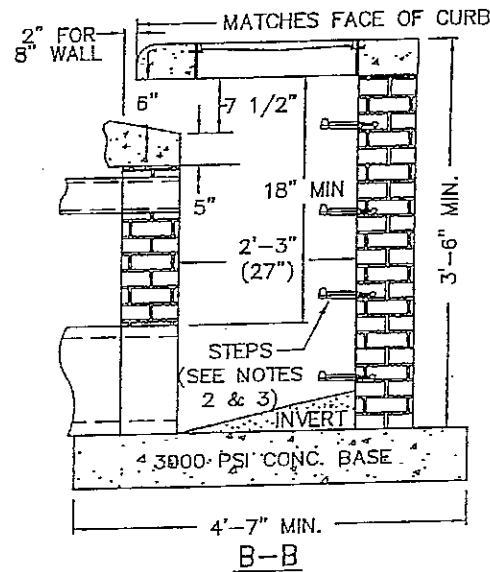 MATCHES FACE OF CURB
2" FOR
8" WALL
6"
7 1/2"
5"
18" MIN
2'-3"
(27")
3'-6" MIN.
STEPS
(SEE NOTES
2 & 3)
INVERT
3000 PSI CONC. BASE
4'-7" MIN.
B-B